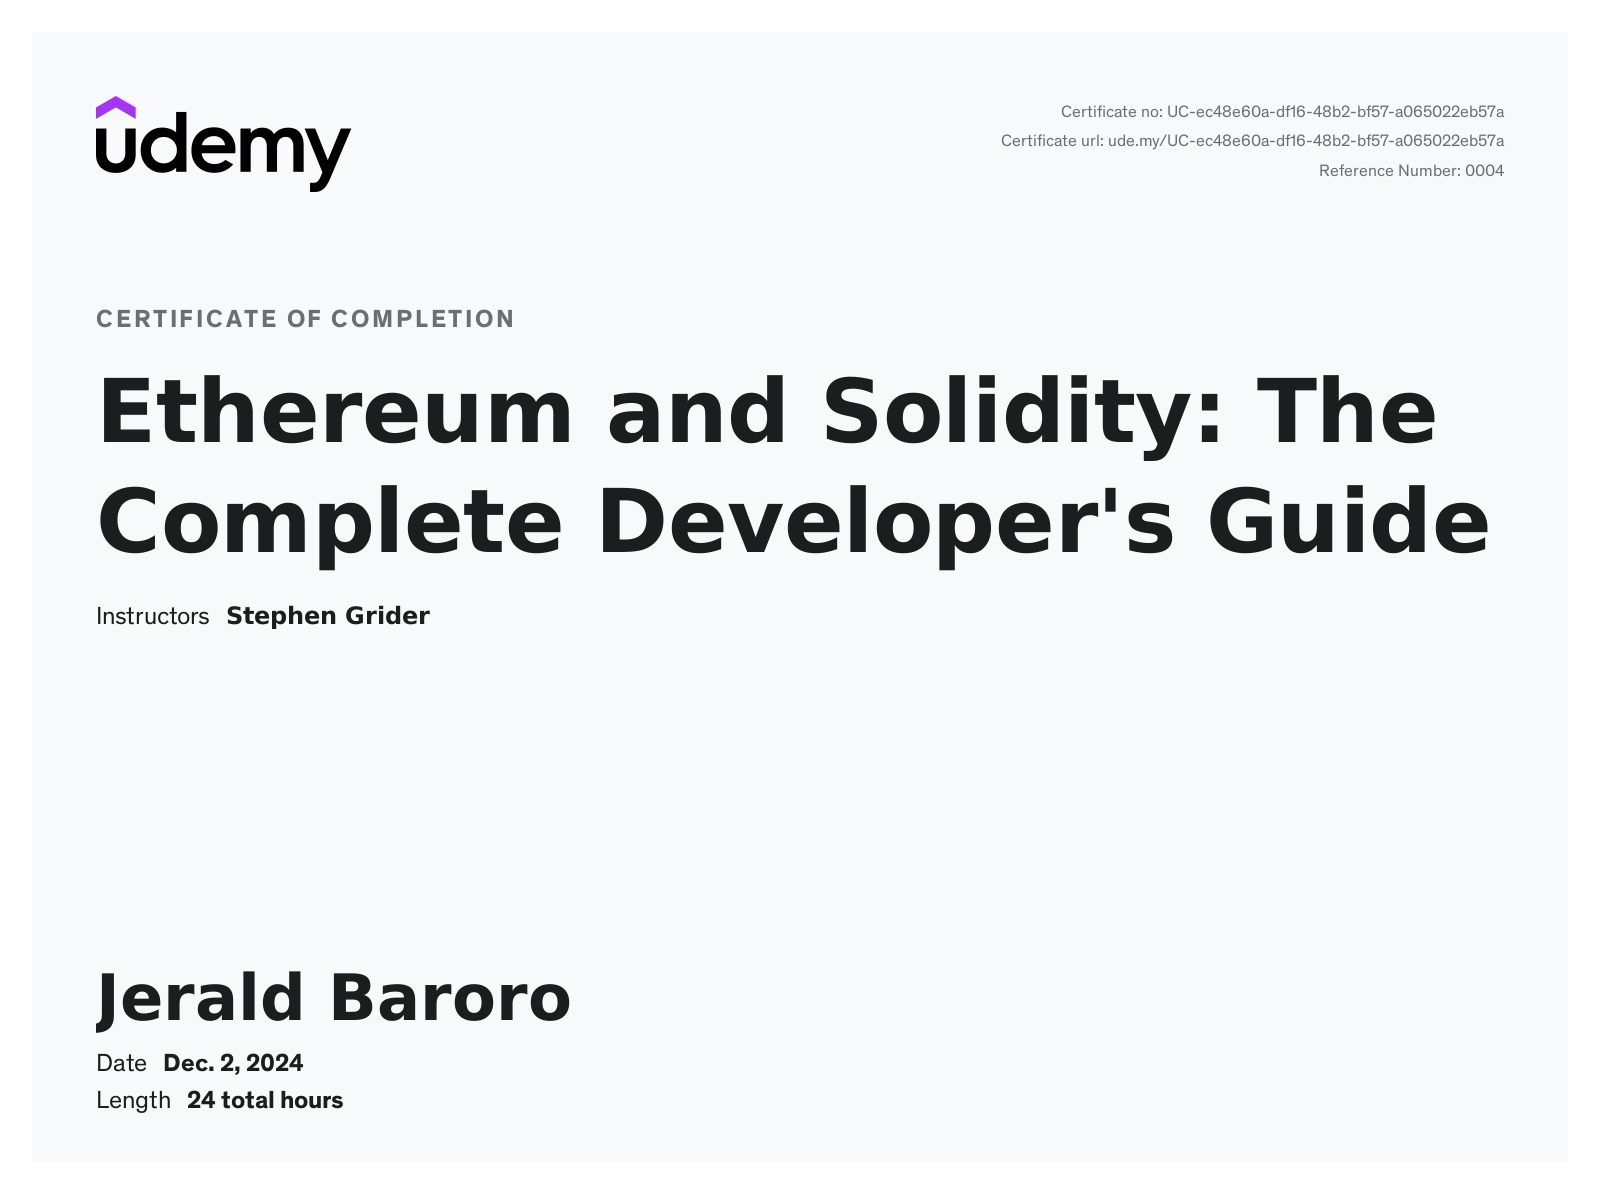 udemy
Certificate no: UC-ec48e60a-df16-48b2-bf57-a065022eb57a
Certificate url: ude.my/UC-ec48e60a-df16-48b2-bf57-a065022eb57a
Reference Number: 0004
CERTIFICATE OF COMPLETION
Ethereum and Solidity: The
Complete Developer's Guide
Instructors Stephen Grider
Jerald Baroro
Date Dec. 2, 2024
Length 24 total hours